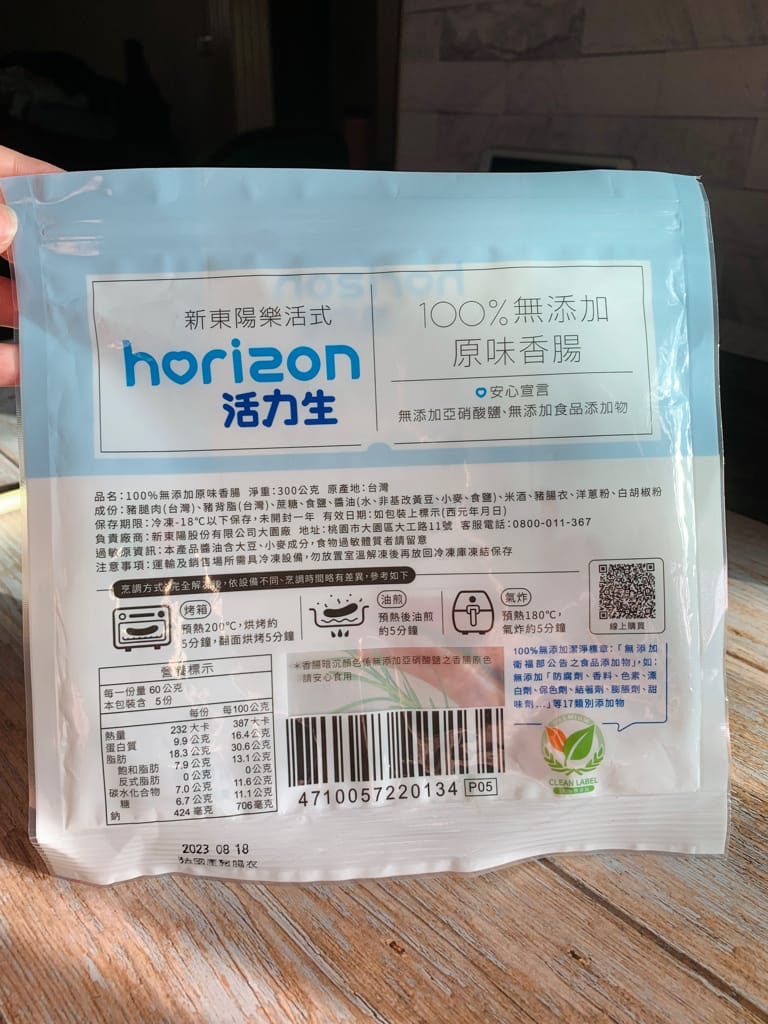 新東陽樂活式
horizon
活力生
100%無添加
原味香腸
安心宣言
無添加亞硝酸鹽、無添加食品添加物
品名:100%無添加原味香腸 淨重:300公克 原產地:台灣
成份:豬腿肉(台灣)、豬背脂(台灣)、蔗糖、食鹽、醬油(水、非基改黃豆、小麥、食鹽)、米酒、豬腸衣、洋蔥粉、白胡椒粉
保存期限:冷凍-18℃以下保存,未開封一年 有效日期:如包裝上標示(西元年月日)
負責廠商:新東陽股份有限公司大園廠 地址:桃園市大園區大工路11號 客服電話:0800-011-367
過敏原資訊:本產品醬油含大豆、小麥成分,食物過敏體質者請留意
注意事項:運輸及銷售場所需具冷凍設備,勿放置室溫解凍後再放回冷凍庫凍結保存
烹調方式:完全解凍後,依設備不同、烹調時間略有差異,參考如下
烤箱
預熱200℃,烘烤約
5分鐘,翻面烘烤5分鐘
油煎
預熱後油煎
約5分鐘
氣炸
預熱180℃,
氣炸約5分鐘
線上購買
營養標示
每一份量 60公克
本包裝含 5份
每份 每100公克
熱量 232大卡 387大卡
蛋白質 9.9公克 16.4公克
脂肪 18.3公克 30.6公克
飽和脂肪 7.9公克 13.1公克
反式脂肪 0公克 0公克
碳水化合物 7.0公克 11.6公克
糖 6.7公克 11.1公克
鈉 424毫克 706毫克
*香腸暗沉顏色係無添加亞硝酸鹽之香腸原色
請安心食用
4710057220134 P05
100%無添加潔淨標章:「無添加
衛福部公告之食品添加物」,如:
無添加「防腐劑、香料、色素、漂
白劑、保色劑、結著劑、膨脹劑、甜
味劑...」等17類別添加物
CLEAN LABEL
2023 08 18